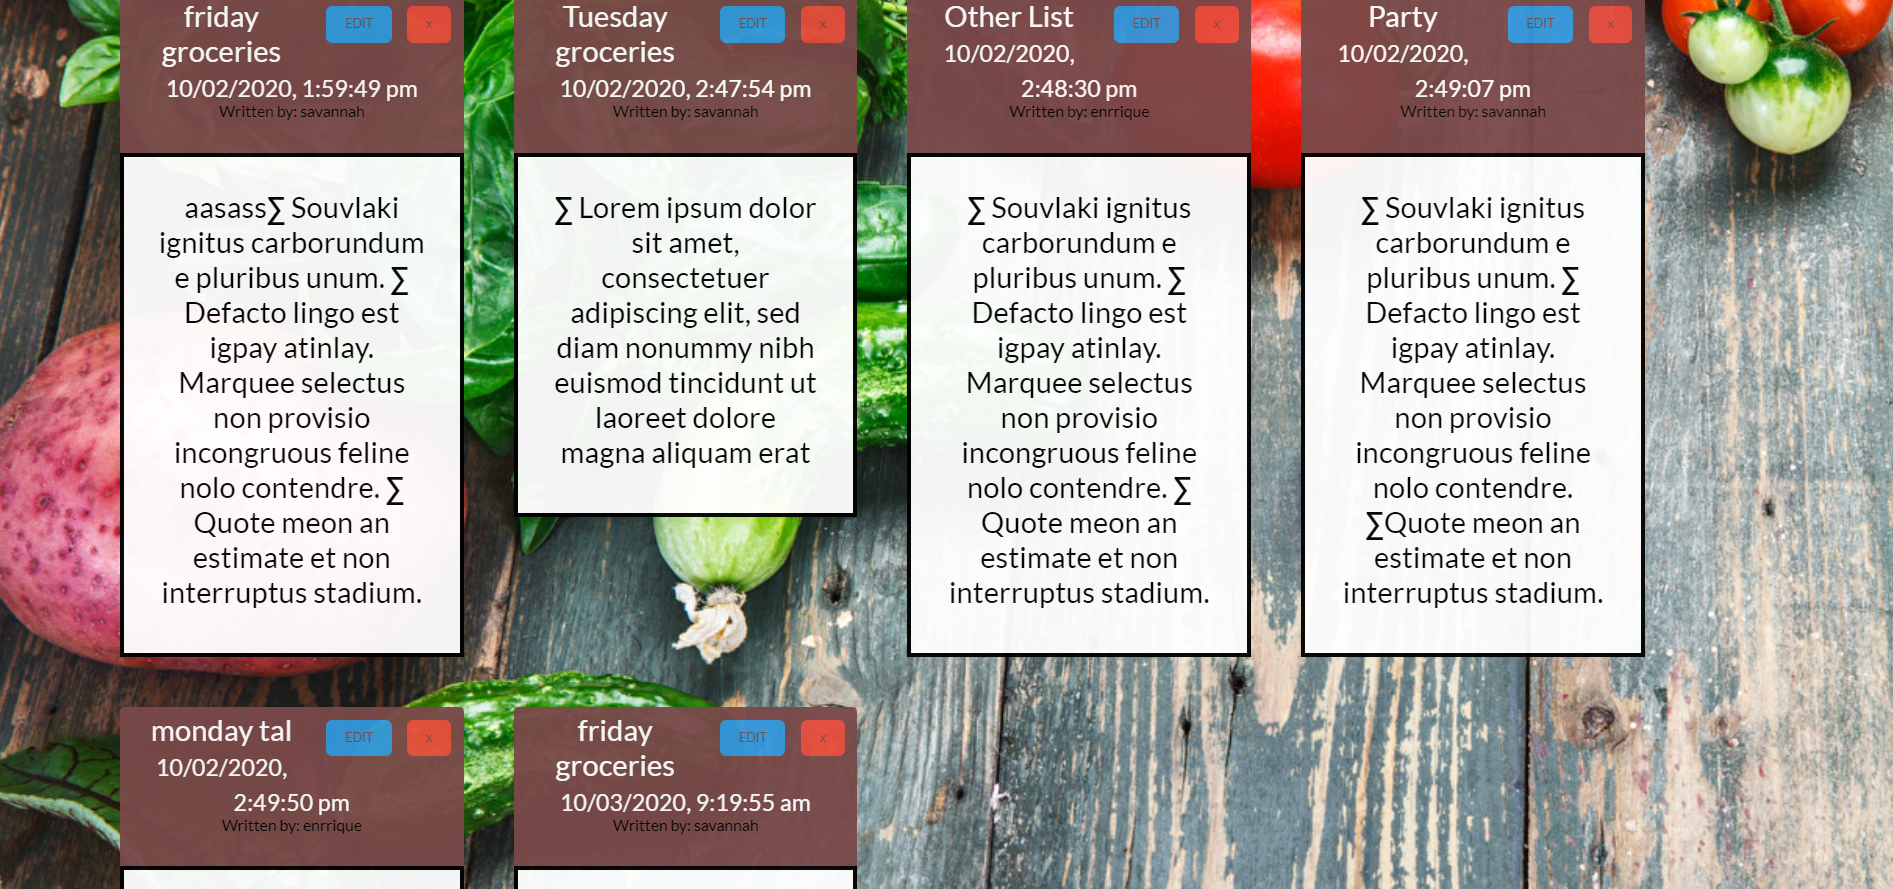 friday
groceries
EDIT
x
10/02/2020, 1:59:49 pm
Written by: savannah
aasass∑ Souvlaki
ignitus carborundum
e pluribus unum. ∑
Defacto lingo est
igpay atinlay.
Marquee selectus
non provisio
incongruous feline
nolo contendre. ∑
Quote meon an
estimate et non
interruptus stadium.
Tuesday
groceries
EDIT
x
10/02/2020, 2:47:54 pm
Written by: savannah
∑ Lorem ipsum dolor
sit amet,
consectetuer
adipiscing elit, sed
diam nonummy nibh
euismod tincidunt ut
laoreet dolore
magna aliquam erat
Other List
EDIT
x
10/02/2020,
2:48:30 pm
Written by: enrrique
∑ Souvlaki ignitus
carborundum e
pluribus unum. ∑
Defacto lingo est
igpay atinlay.
Marquee selectus
non provisio
incongruous feline
nolo contendre. ∑
Quote meon an
estimate et non
interruptus stadium.
Party
EDIT
x
10/02/2020,
2:49:07 pm
Written by: savannah
∑ Souvlaki ignitus
carborundum e
pluribus unum. ∑
Defacto lingo est
igpay atinlay.
Marquee selectus
non provisio
incongruous feline
nolo contendre.
∑Quote meon an
estimate et non
interruptus stadium.
monday tal
EDIT
x
10/02/2020,
2:49:50 pm
Written by: enrrique
friday
groceries
EDIT
x
10/03/2020, 9:19:55 am
Written by: savannah